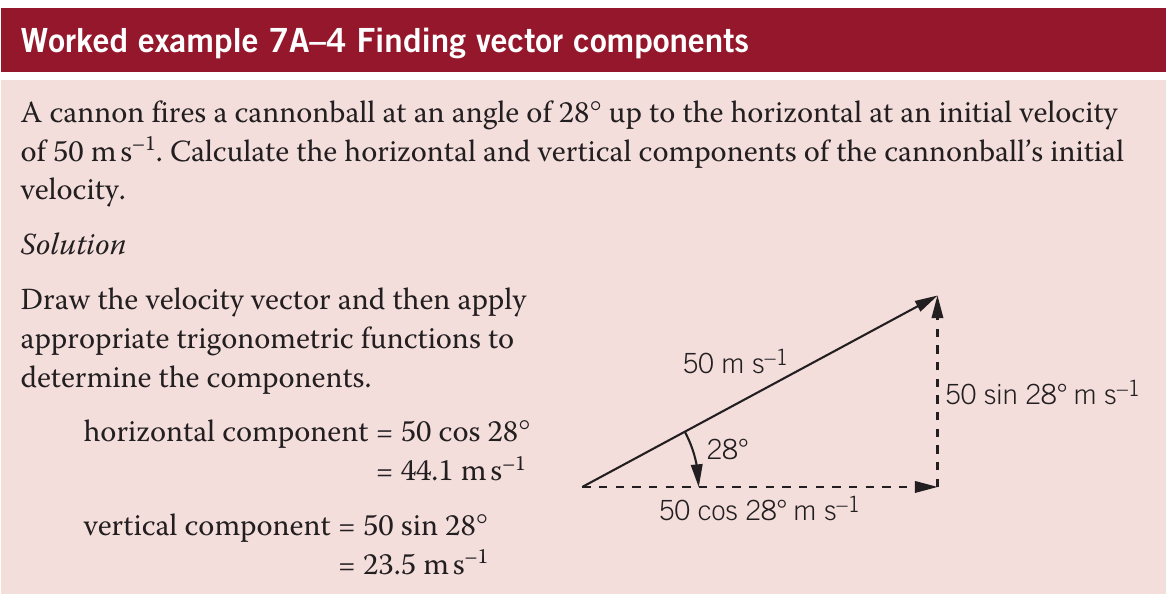 Worked example 7A–4 Finding vector components
A cannon fires a cannonball at an angle of 28° up to the horizontal at an initial velocity
of 50 m s⁻¹. Calculate the horizontal and vertical components of the cannonball’s initial
velocity.
Solution
Draw the velocity vector and then apply
appropriate trigonometric functions to
determine the components.
horizontal component = 50 cos 28°
= 44.1 m s⁻¹
vertical component = 50 sin 28°
= 23.5 m s⁻¹
50 m s⁻¹
50 sin 28° m s⁻¹
28°
50 cos 28° m s⁻¹